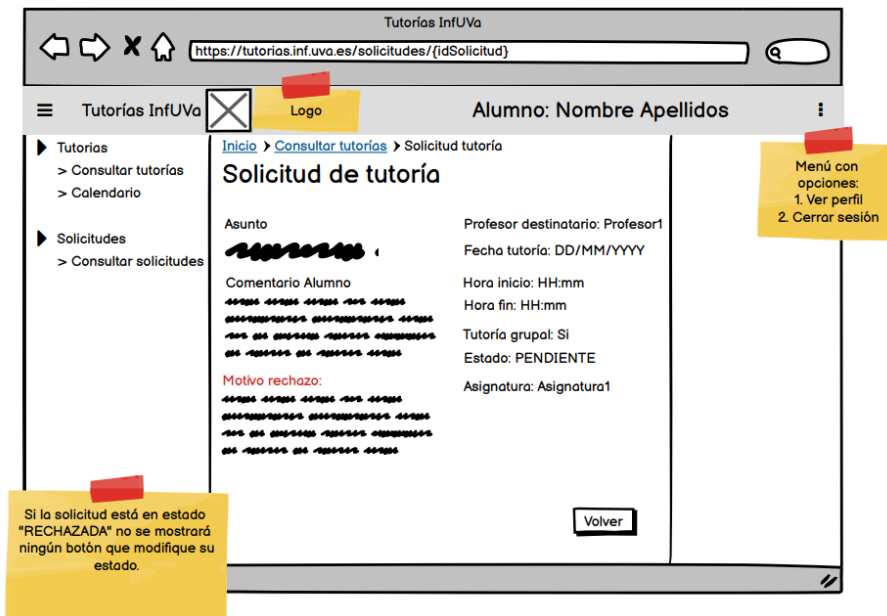 Tutorías InfUVa
https://tutorias.inf.uva.es/solicitudes/{idSolicitud}
Tutorías InfUVa
Logo
Alumno: Nombre Apellidos
Menú con
opciones:
1. Ver perfil
2. Cerrar sesión
Tutorias
> Consultar tutorías
> Calendario
Solicitudes
> Consultar solicitudes
Inicio > Consultar tutorías > Solicitud tutoría
Solicitud de tutoría
Asunto
Comentario Alumno
Motivo rechazo:
Profesor destinatario: Profesor1
Fecha tutoría: DD/MM/YYYY
Hora inicio: HH:mm
Hora fin: HH:mm
Tutoría grupal: Si
Estado: PENDIENTE
Asignatura: Asignatura1
Volver
Si la solicitud está en estado
"RECHAZADA" no se mostrará
ningún botón que modifique su
estado.